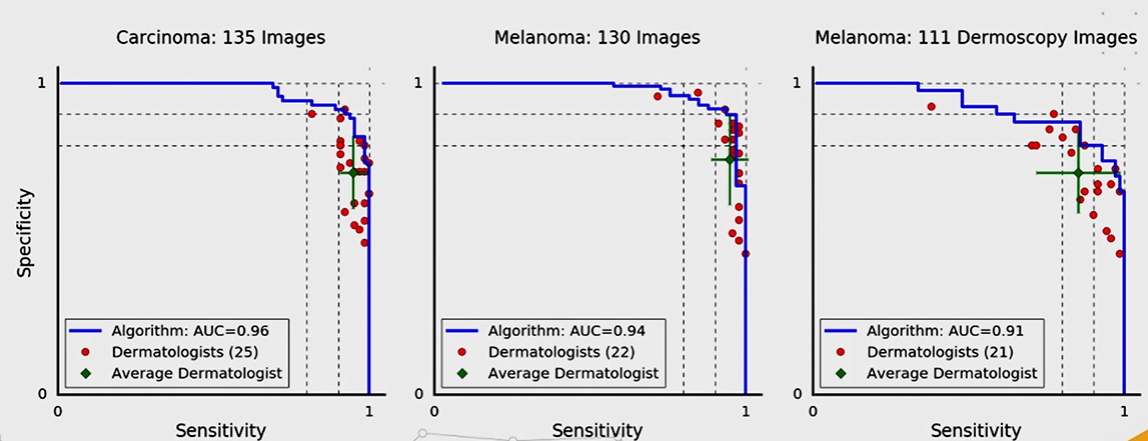 Carcinoma: 135 Images
1
Specificity
Algorithm: AUC=0.96
Dermatologists (25)
Average Dermatologist
0
0
1
Sensitivity
Melanoma: 130 Images
1
Algorithm: AUC=0.94
Dermatologists (22)
Average Dermatologist
0
0
1
Sensitivity
Melanoma: 111 Dermoscopy Images
1
Algorithm: AUC=0.91
Dermatologists (21)
Average Dermatologist
0
0
1
Sensitivity